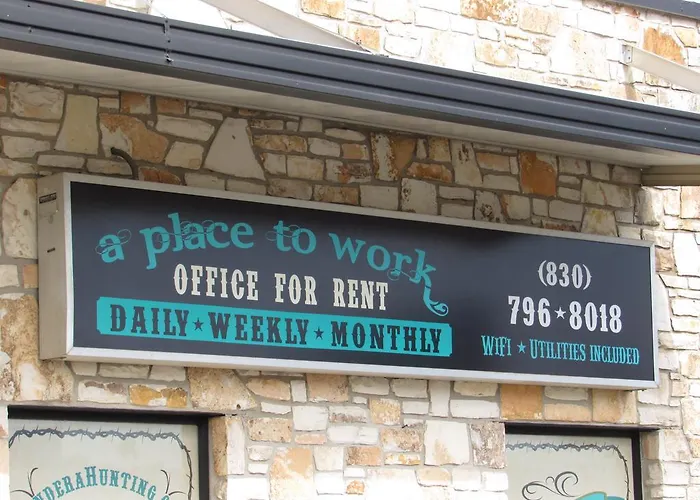 a place to work
OFFICE FOR RENT
DAILY★WEEKLY★MONTHLY
(830)
796★8018
WIFI ★ UTILITIES INCLUDED